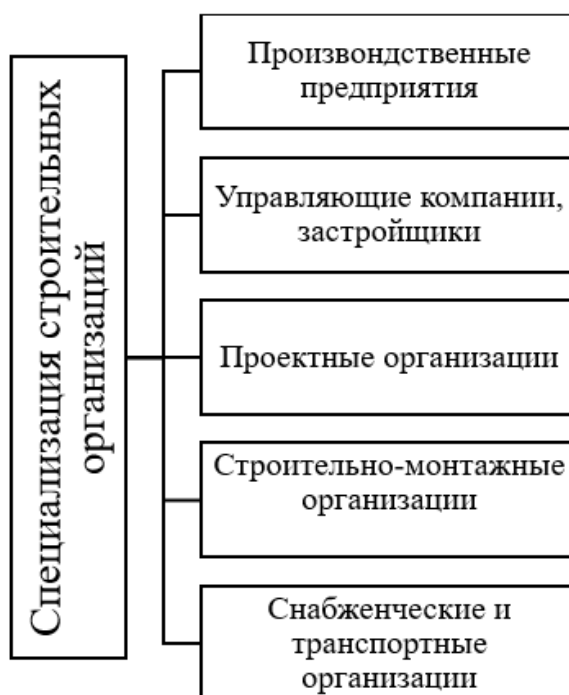 Специализация строительных
организаций
Произвондственные
предприятия
Управляющие компании,
застройщики
Проектные организации
Строительно-монтажные
организации
Снабженческие и
транспортные
организации